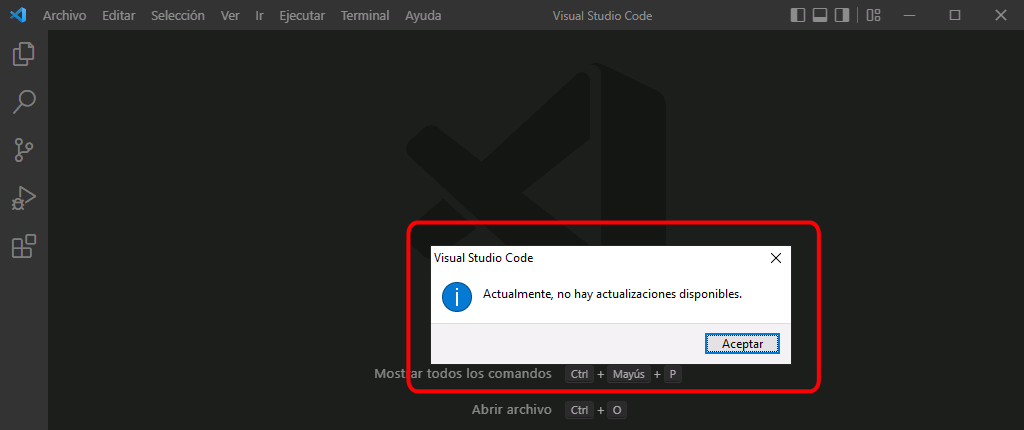 Archivo Editar Selección Ver Ir Ejecutar Terminal Ayuda Visual Studio Code
Visual Studio Code
Actualmente, no hay actualizaciones disponibles.
Aceptar
Mostrar todos los comandos Ctrl + Mayús + P
Abrir archivo Ctrl + O